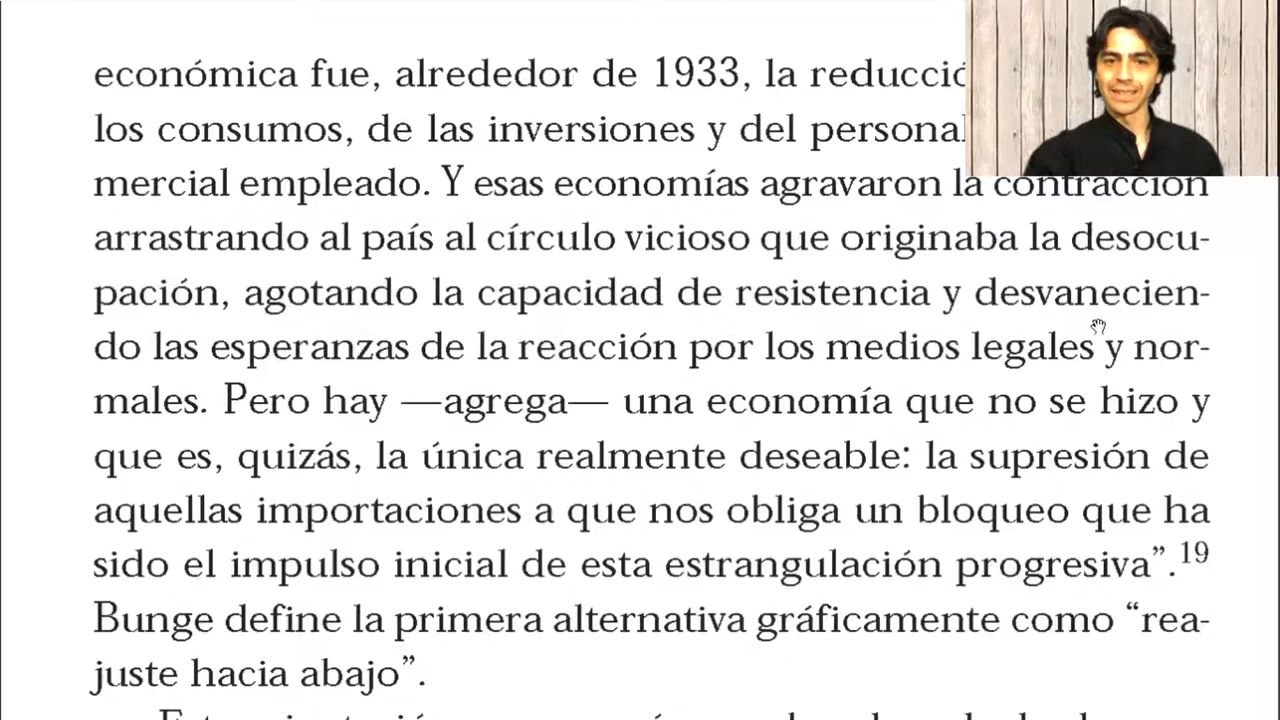 económica fue, alrededor de 1933, la
los consumos, de las inversiones y del personal
mercial empleado. Y esas economías agravaron la contracción
arrastrando al país al círculo vicioso que originaba la desocu-
pación, agotando la capacidad de resistencia y desvanecien-
do las esperanzas de la reacción por los medios legales y nor-
males. Pero hay —agrega— una economía que no se hizo y
que es, quizás, la única realmente deseable: la supresión de
aquellas importaciones a que nos obliga un bloqueo que ha
sido el impulso inicial de esta estrangulación progresiva”.19
Bunge define la primera alternativa gráficamente como “rea-
juste hacia abajo”.